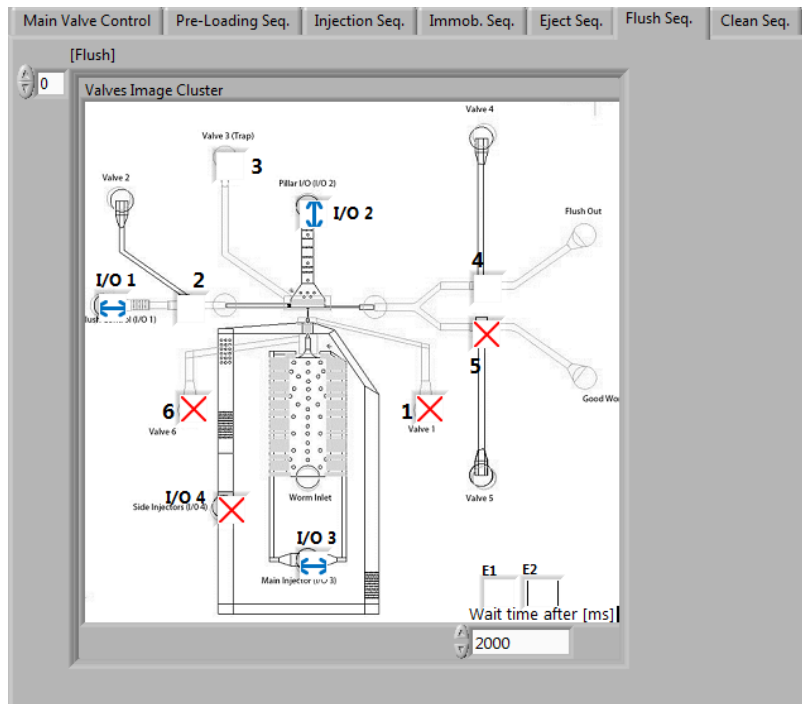 Main Valve Control Pre-Loading Seq. Injection Seq. Immob. Seq. Eject Seq. Flush Seq. Clean Seq.
[Flush]
0
Valves Image Cluster
Valve 4
Valve 3 (Trap)
3
Valve 2
Pillar I/O (I/O 2)
I/O 2
Flush Out
4
I/O 1
2
(I/O 1)
5
Good
6
1
Valve 6
Valve 1
I/O 4
Side Injectors (I/O 4)
Worm Inlet
Valve 5
I/O 3
Main Injector (I/O 3)
E1 E2
Wait time after [ms]
2000